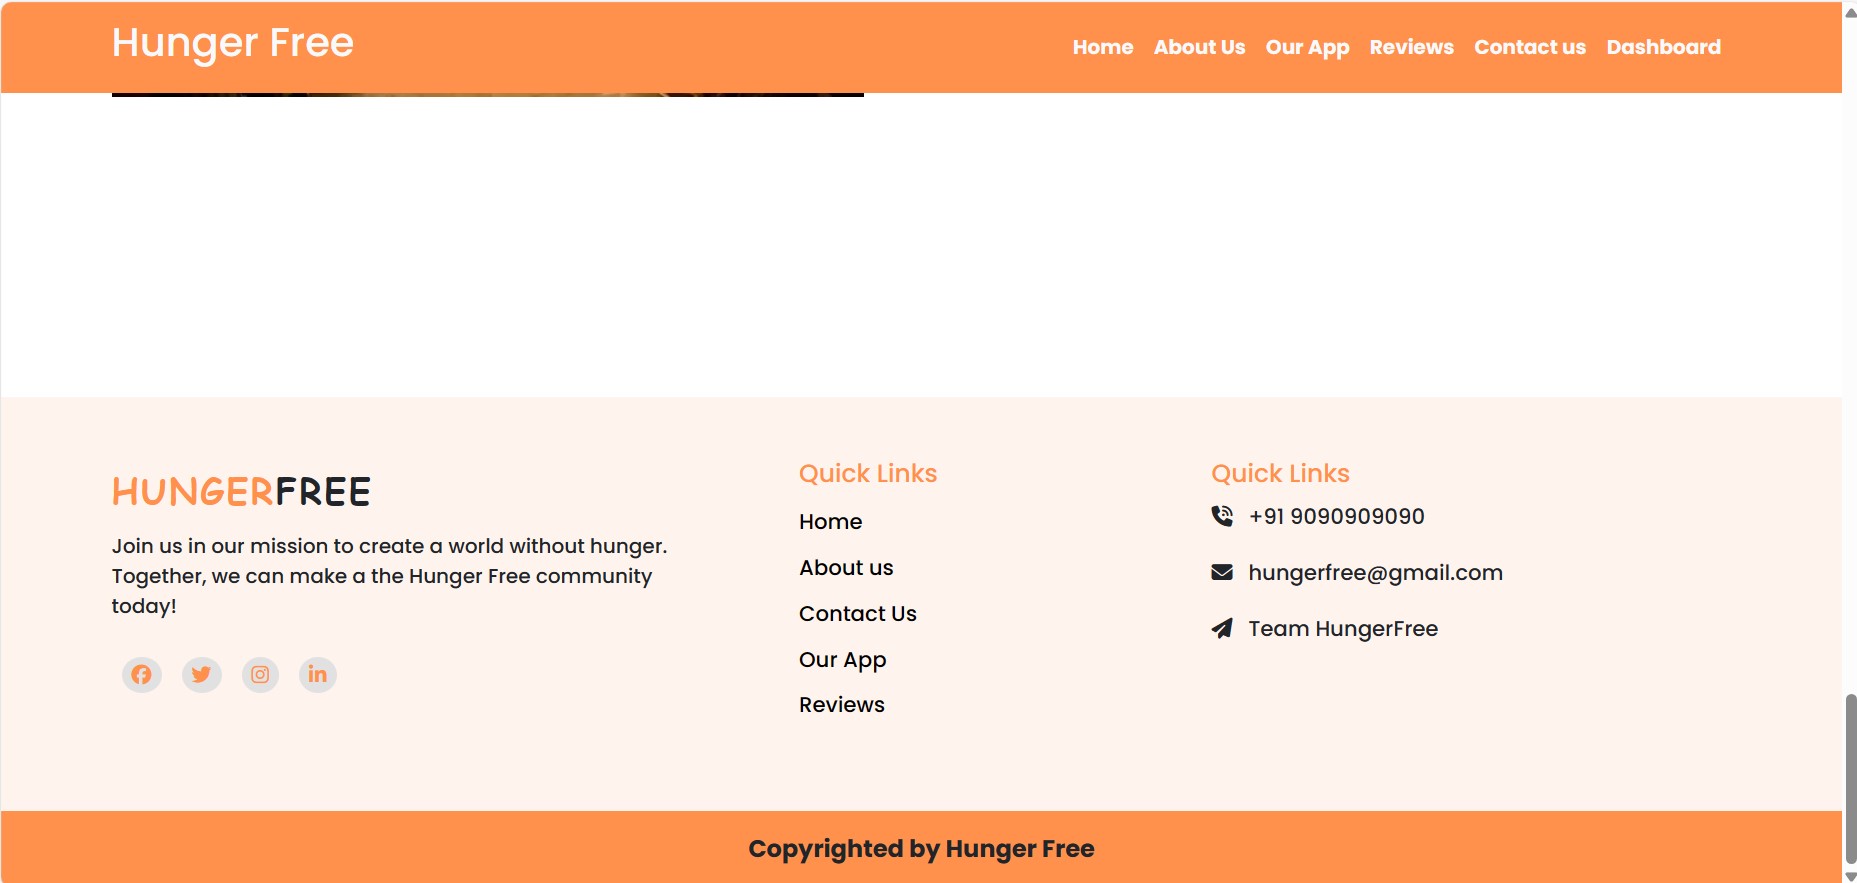 Hunger Free
Home About Us Our App Reviews Contact us Dashboard
HUNGERFREE
Join us in our mission to create a world without hunger.
Together, we can make a the Hunger Free community
today!
Quick Links
Home
About us
Contact Us
Our App
Reviews
Quick Links
+91 9090909090
hungerfree@gmail.com
Team HungerFree
Copyrighted by Hunger Free